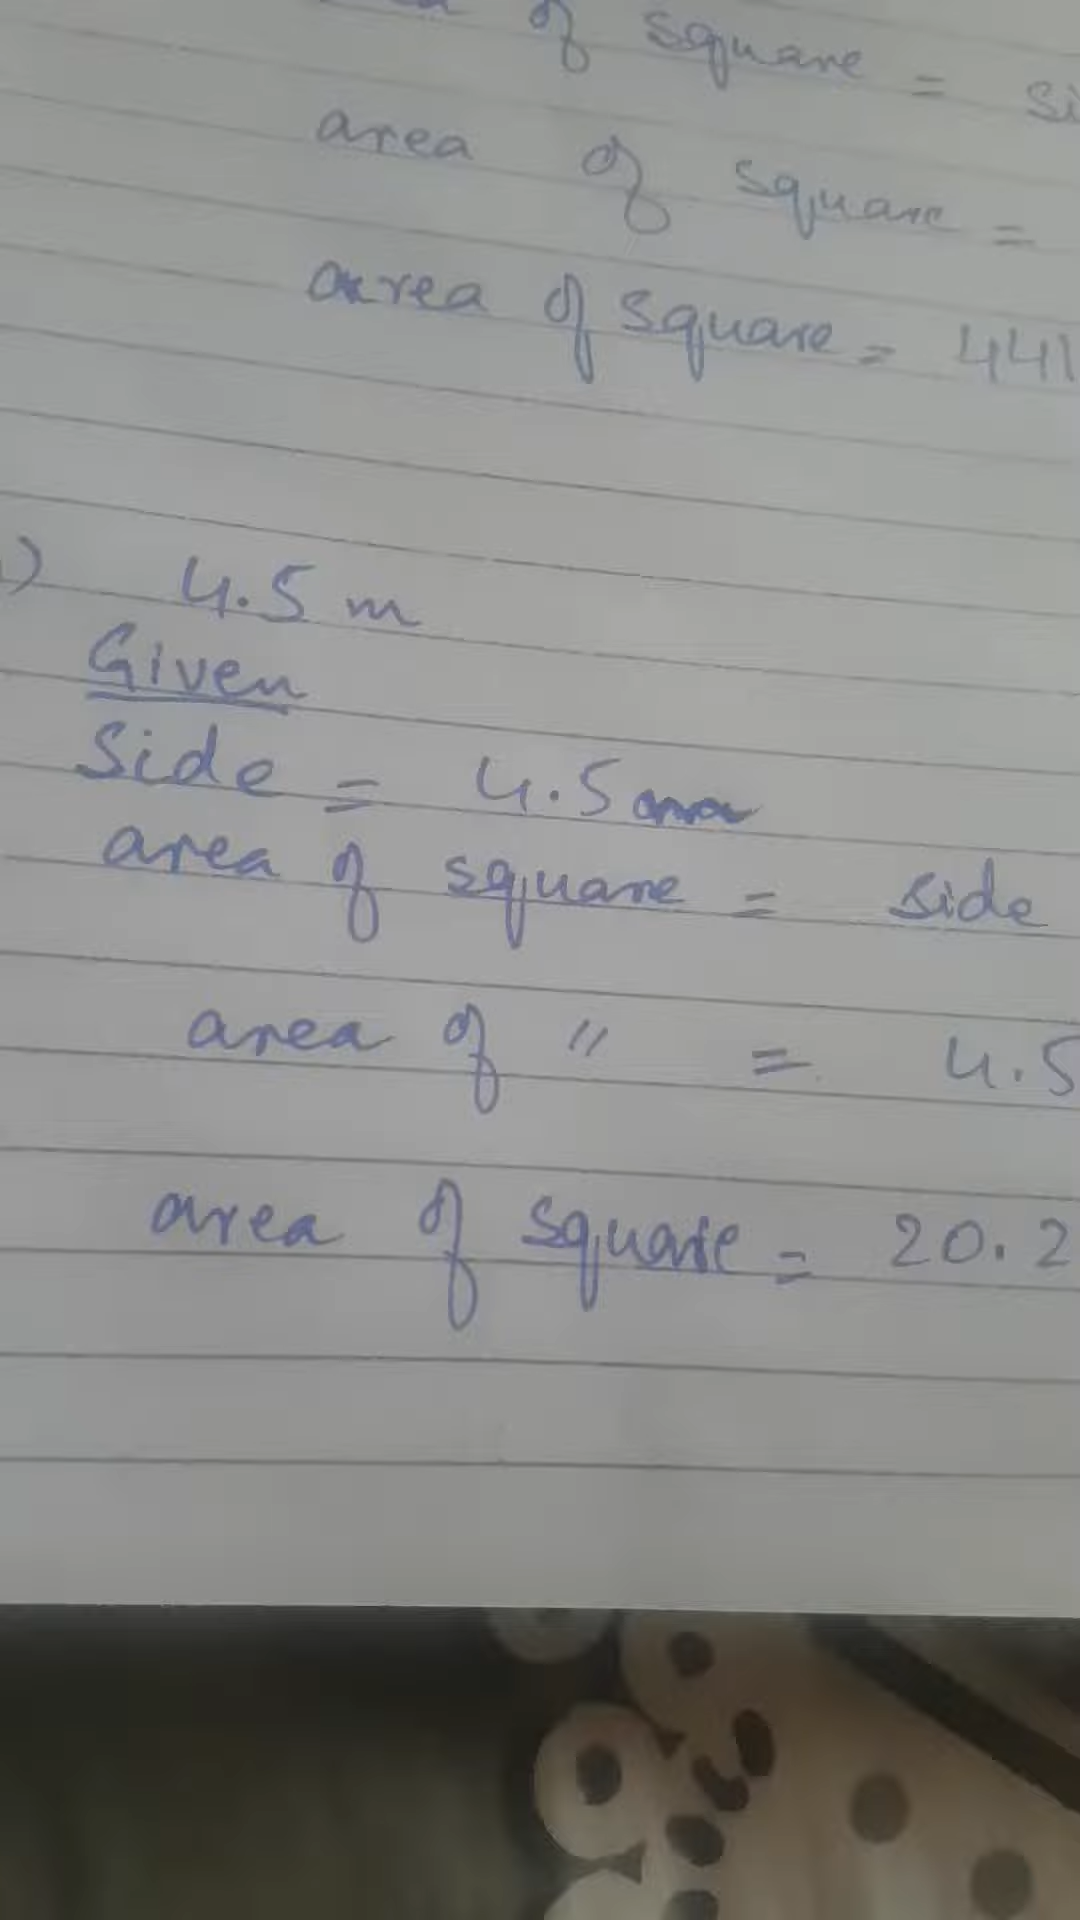 of square = si
area of square =
area of square = 441
) 4.5 m
Given
Side = 4.5
area of square = side
area of " = 4.5
area of square = 20.2